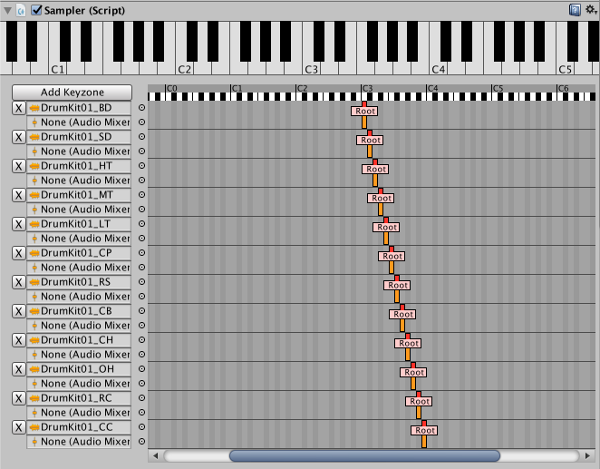 Sampler (Script)
C1 C2 C3 C4 C5
Add Keyzone
C0 C1 C2 C3 C4 C5 C6
X DrumKit01_BD Root
None (Audio Mixer
X DrumKit01_SD Root
None (Audio Mixer
X DrumKit01_HT Root
None (Audio Mixer
X DrumKit01_MT Root
None (Audio Mixer
X DrumKit01_LT Root
None (Audio Mixer
X DrumKit01_CP Root
None (Audio Mixer
X DrumKit01_RS Root
None (Audio Mixer
X DrumKit01_CB Root
None (Audio Mixer
X DrumKit01_CH Root
None (Audio Mixer
X DrumKit01_OH Root
None (Audio Mixer
X DrumKit01_RC Root
None (Audio Mixer
X DrumKit01_CC Root
None (Audio Mixer